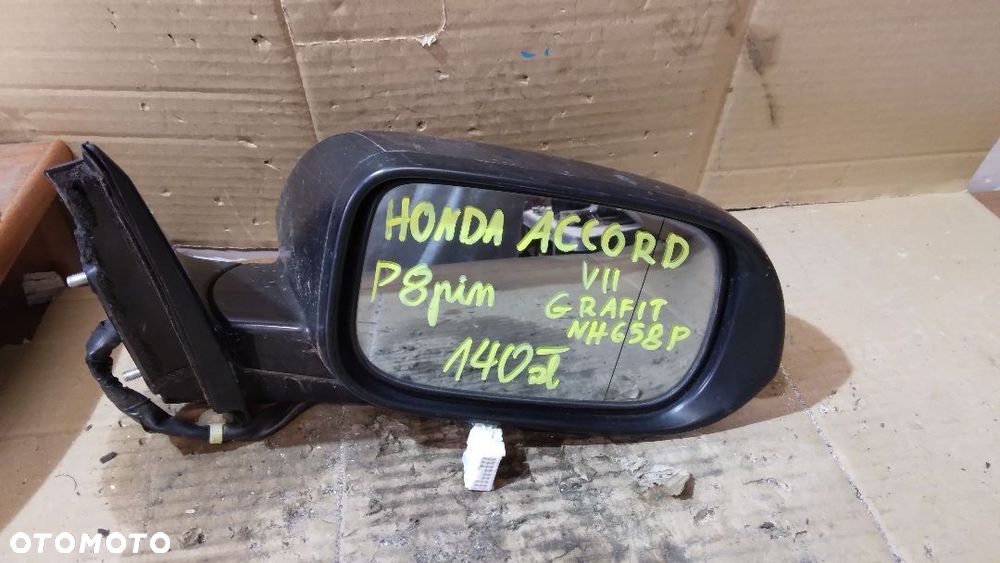 HONDA ACCORD
VII
P8pin GRAFIT
NH658P
140zł
OTOMOTO